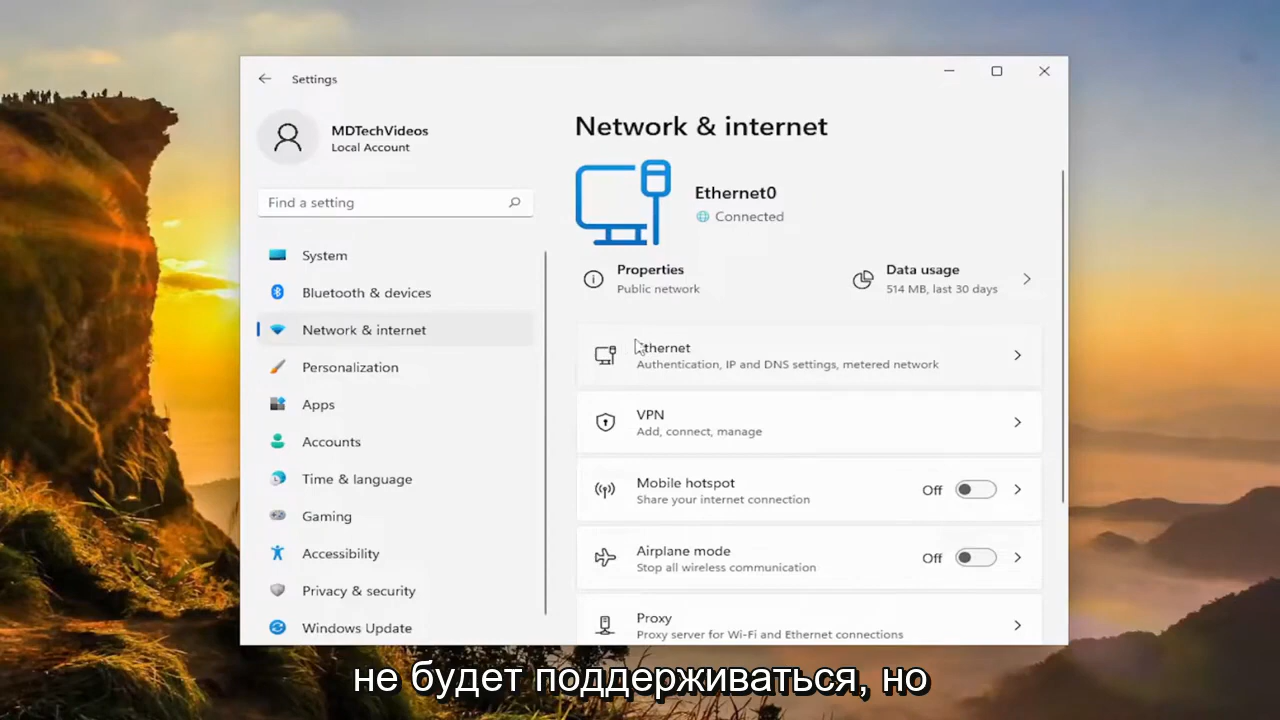 Settings
MDTechVideos
Local Account
Find a setting
System
Bluetooth & devices
Network & internet
Personalization
Apps
Accounts
Time & language
Gaming
Accessibility
Privacy & security
Windows Update
Network & internet
Ethernet0
Connected
Properties
Public network
Data usage
514 MB, last 30 days
Ethernet
Authentication, IP and DNS settings, metered network
VPN
Add, connect, manage
Mobile hotspot
Share your internet connection
Off
Airplane mode
Stop all wireless communication
Off
Proxy
Proxy server for Wi-Fi and Ethernet connections
не будет поддерживаться, но